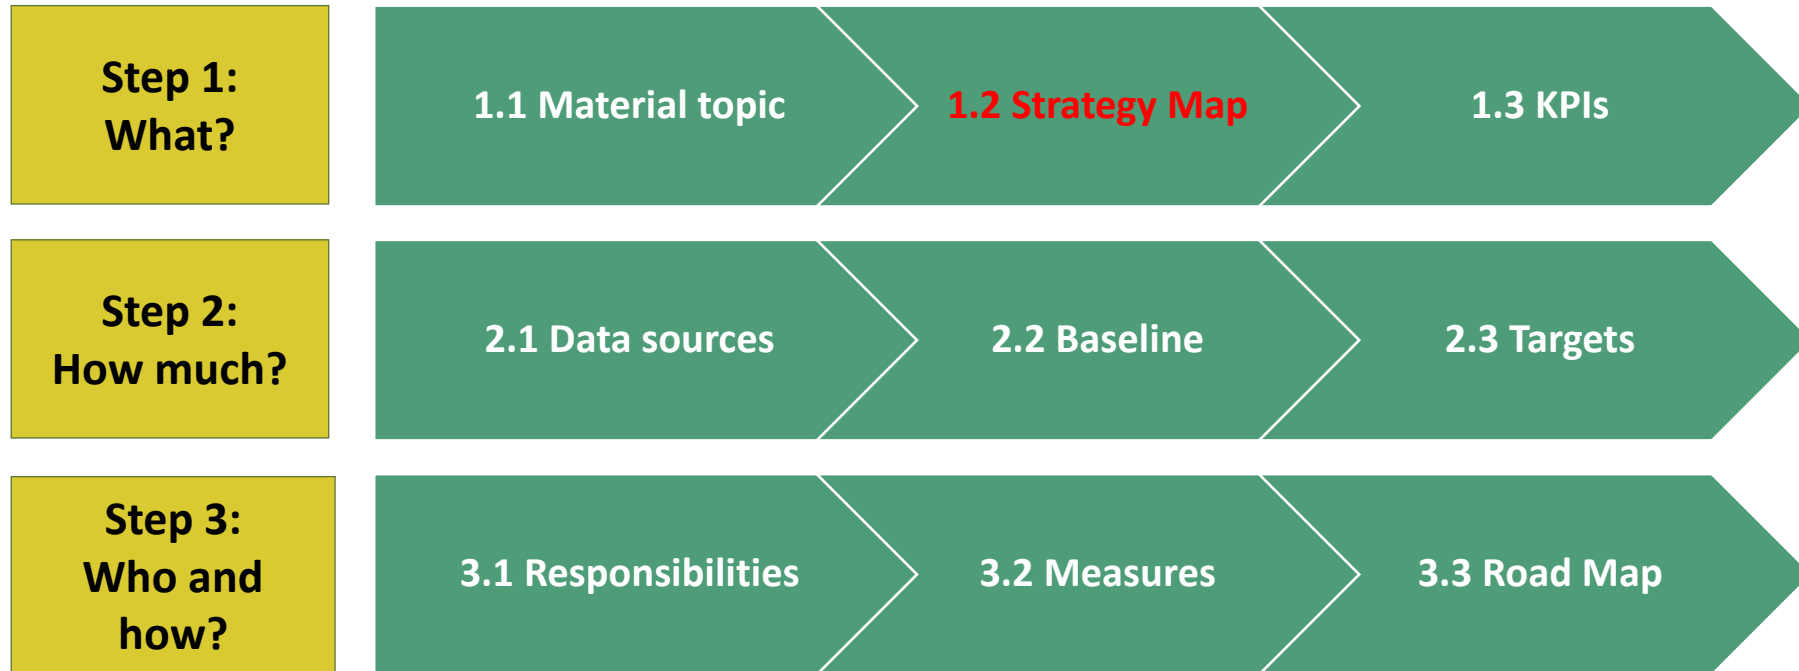 Step 1:
What?
1.1 Material topic
1.2 Strategy Map
1.3 KPIs
Step 2:
How much?
2.1 Data sources
2.2 Baseline
2.3 Targets
Step 3:
Who and
how?
3.1 Responsibilities
3.2 Measures
3.3 Road Map